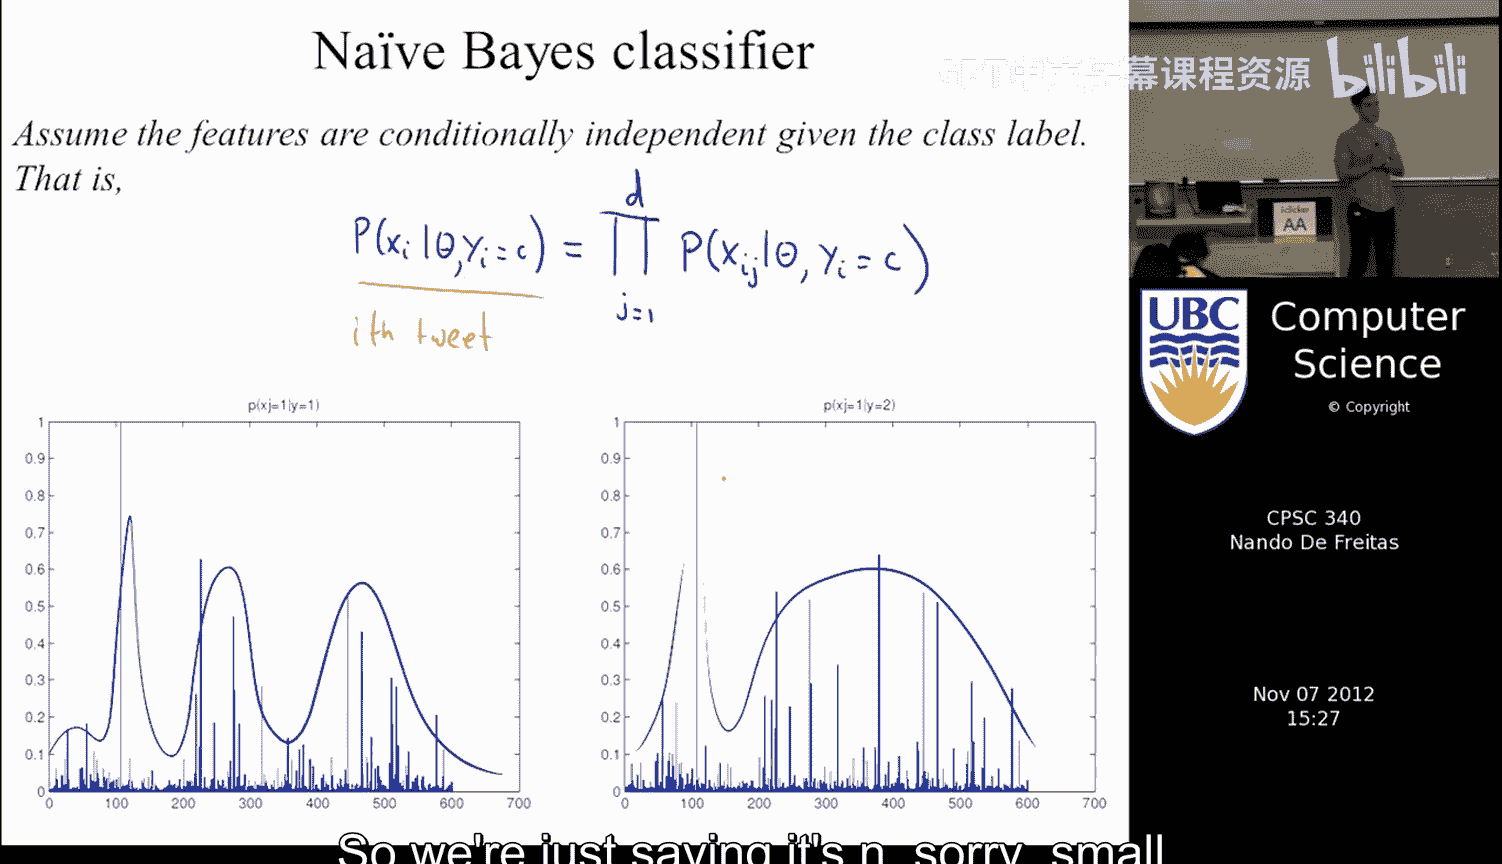 Naïve Bayes classifier
Assume the features are conditionally independent given the class label.
That is,
P(xᵢ|θ,yᵢ=c) = ∏ᵈⱼ₌₁ P(xᵢⱼ|θ, yᵢ=c)
ith tweet
p(xj=1|y=1)
1
0.9
0.8
0.7
0.6
0.5
0.4
0.3
0.2
0.1
0
0 100 200 300 400 500 600 700
p(xj=1|y=2)
1
0.9
0.8
0.7
0.6
0.5
0.4
0.3
0.2
0.1
0
0 100 200 300 400 500 600 700
幕课程资源 bilibili
AA
UBC
Computer
Science
© Copyright
CPSC 340
Nando De Freitas
Nov 07 2012
15:27
So we're just saying it's n, sorry, small